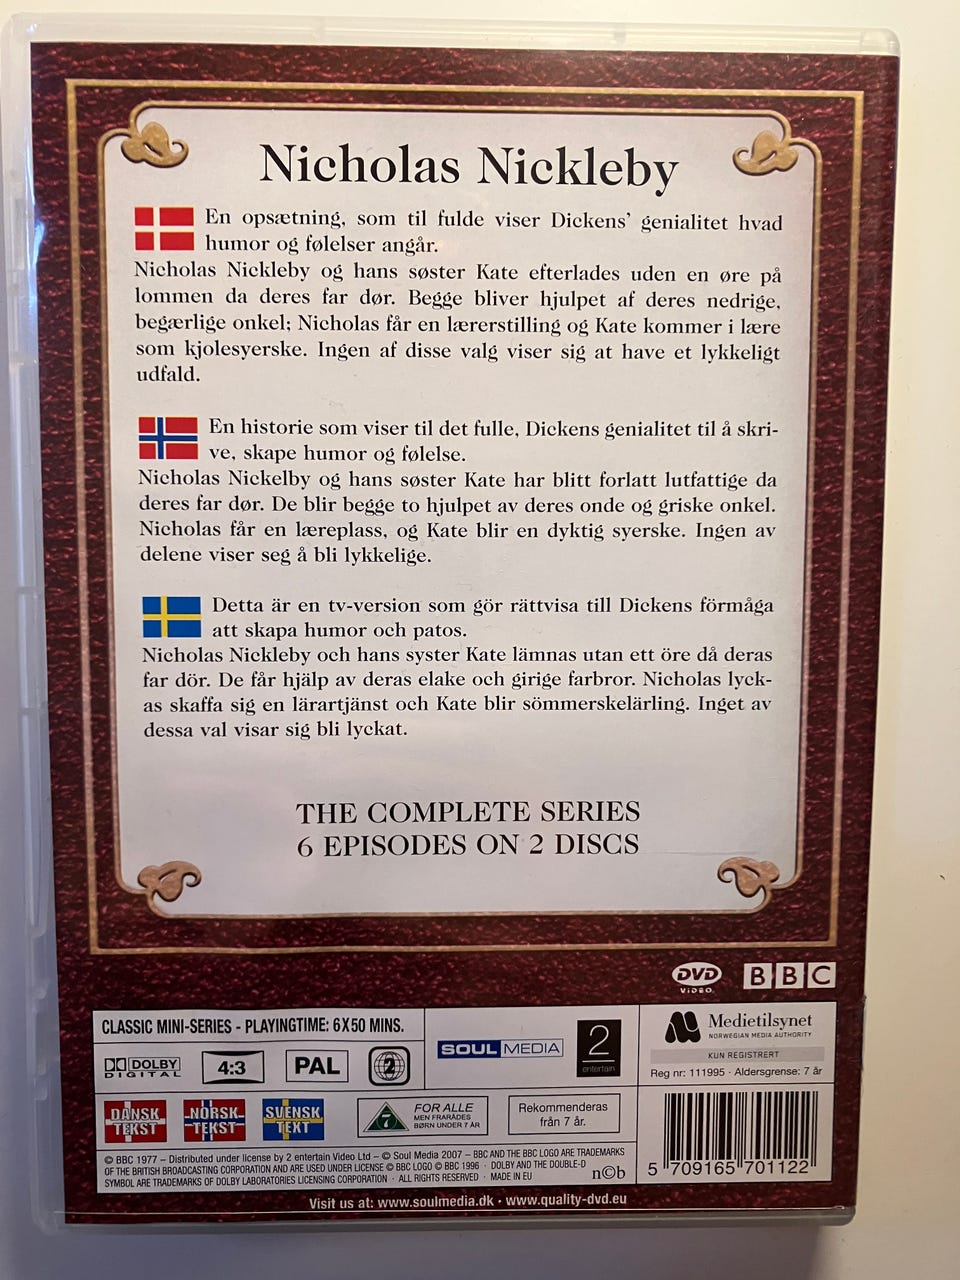 Nicholas Nickleby
En opsætning, som til fulde viser Dickens' genialitet hvad
humor og følelser angår.
Nicholas Nickleby og hans søster Kate efterlades uden en øre på
lommen da deres far dør. Begge bliver hjulpet af deres nedrige,
begærlige onkel; Nicholas får en lærerstilling og Kate kommer i lære
som kjolesyerske. Ingen af disse valg viser sig at have et lykkeligt
udfald.
En historie som viser til det fulle, Dickens genialitet til å skri-
ve, skape humor og følelse.
Nicholas Nickelby og hans søster Kate har blitt forlatt lutfattige da
deres far dør. De blir begge to hjulpet av deres onde og griske onkel.
Nicholas får en læreplass, og Kate blir en dyktig syerske. Ingen av
delene viser seg å bli lykkelige.
Detta är en tv-version som gör rättvisa till Dickens förmåga
att skapa humor och patos.
Nicholas Nickleby och hans syster Kate lämnas utan ett öre då deras
far dör. De får hjälp av deras elake och girige farbror. Nicholas lyck-
as skaffa sig en lärartjänst och Kate blir sömmerskelärling. Inget av
dessa val visar sig bli lyckat.
THE COMPLETE SERIES
6 EPISODES ON 2 DISCS
DVD
VIDEO
BBC
CLASSIC MINI-SERIES - PLAYINGTIME: 6X50 MINS.
DOLBY
DIGITAL
4:3
PAL
2
SOUL MEDIA
2
entertain
Medietilsynet
NORWEGIAN MEDIA AUTHORITY
KUN REGISTRERT
Reg nr: 111995 · Aldersgrense: 7 år
DANSK
TEKST
NORSK
TEKST
SVENSK
TEXT
7
FOR ALLE
MEN FRARÅDES
BØRN UNDER 7 ÅR
Rekommenderas
från 7 år.
© BBC 1977 – Distributed under license by 2 entertain Video Ltd – © Soul Media 2007 - BBC AND THE BBC LOGO ARE TRADEMARKS
OF THE BRITISH BROADCASTING CORPORATION AND ARE USED UNDER LICENSE © BBC LOGO © BBC 1996 · DOLBY AND THE DOUBLE-D
SYMBOL ARE TRADEMARKS OF DOLBY LABORATORIES LICENSING CORPORATION · ALL RIGHTS RESERVED · MADE IN EU
n©b
5 709165 701122
Visit us at: www.soulmedia.dk · www.quality-dvd.eu